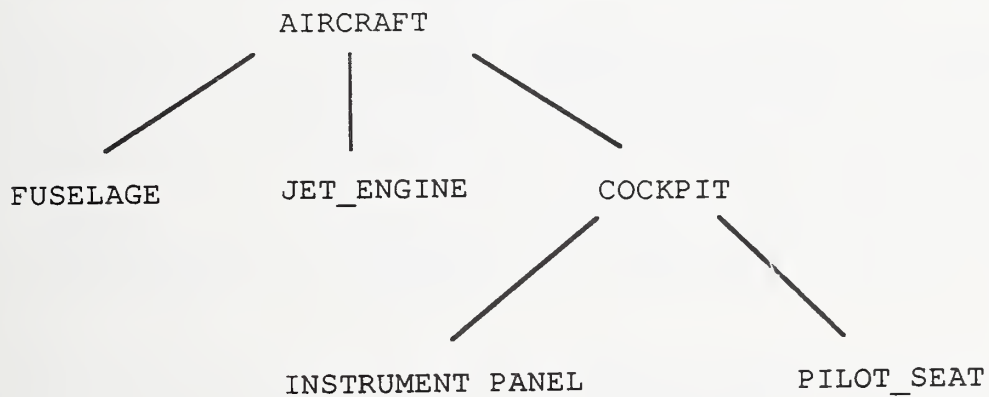 AIRCRAFT
FUSELAGE JET_ENGINE COCKPIT
INSTRUMENT PANEL PILOT_SEAT